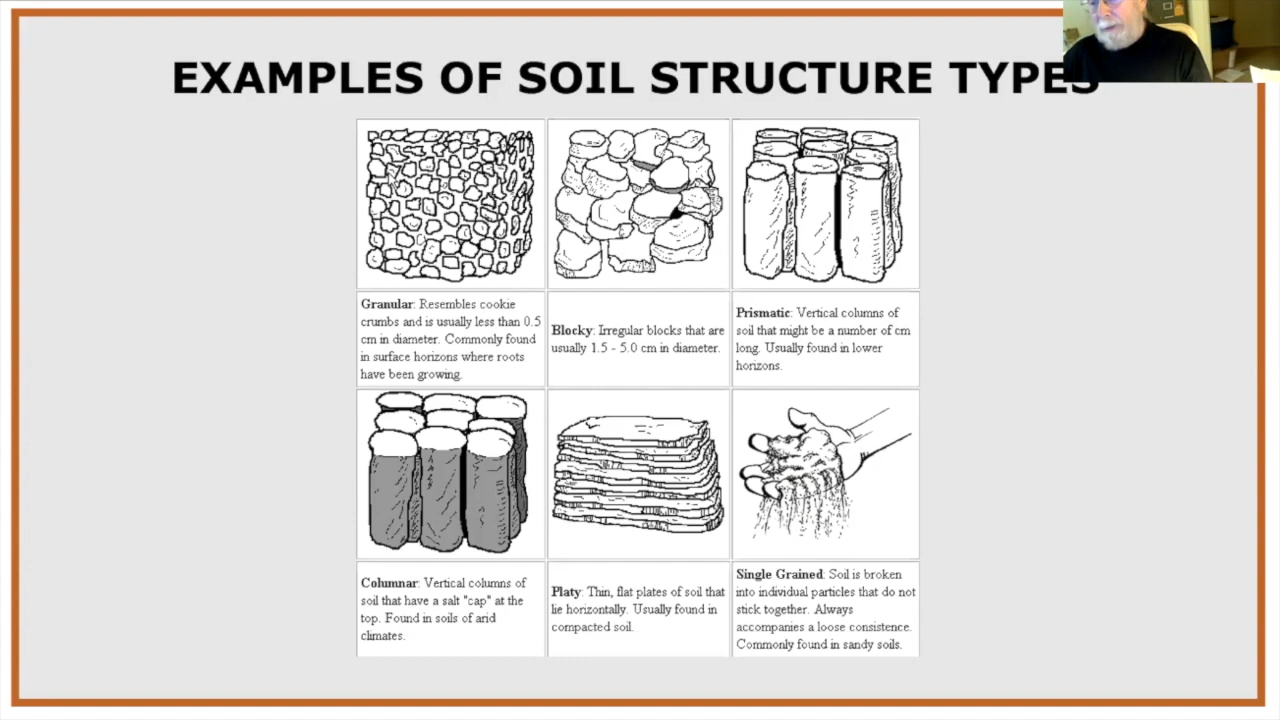 EXAMPLES OF SOIL STRUCTURE TYPES
Granular: Resembles cookie
crumbs and is usually less than 0.5
cm in diameter. Commonly found
in surface horizons where roots
have been growing.
Blocky: Irregular blocks that are
usually 1.5 - 5.0 cm in diameter.
Prismatic: Vertical columns of
soil that might be a number of cm
long. Usually found in lower
horizons.
Columnar: Vertical columns of
soil that have a salt "cap" at the
top. Found in soils of arid
climates.
Platy: Thin, flat plates of soil that
lie horizontally. Usually found in
compacted soil.
Single Grained: Soil is broken
into individual particles that do not
stick together. Always
accompanies a loose consistence.
Commonly found in sandy soils.